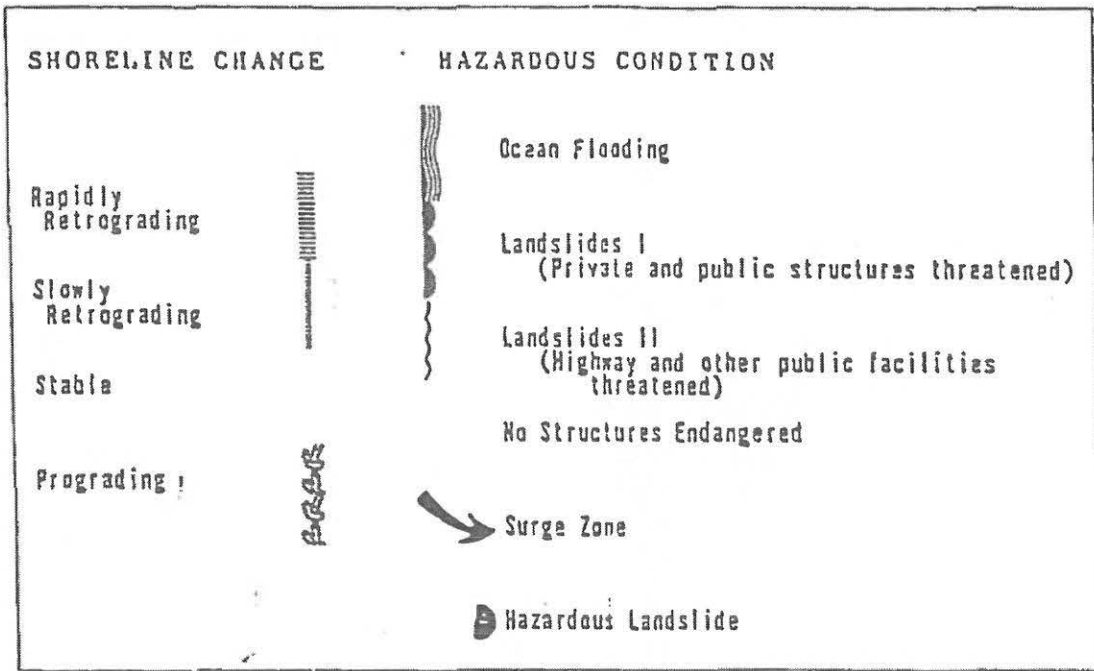 SHORELINE CHANGE
Rapidly
Retrograding
Slowly
Retrograding
Stable
Prograding
HAZARDOUS CONDITION
Ocean Flooding
Landslides I
(Private and public structures threatened)
Landslides II
(Highway and other public facilities
threatened)
No Structures Endangered
Surge Zone
Hazardous Landslide